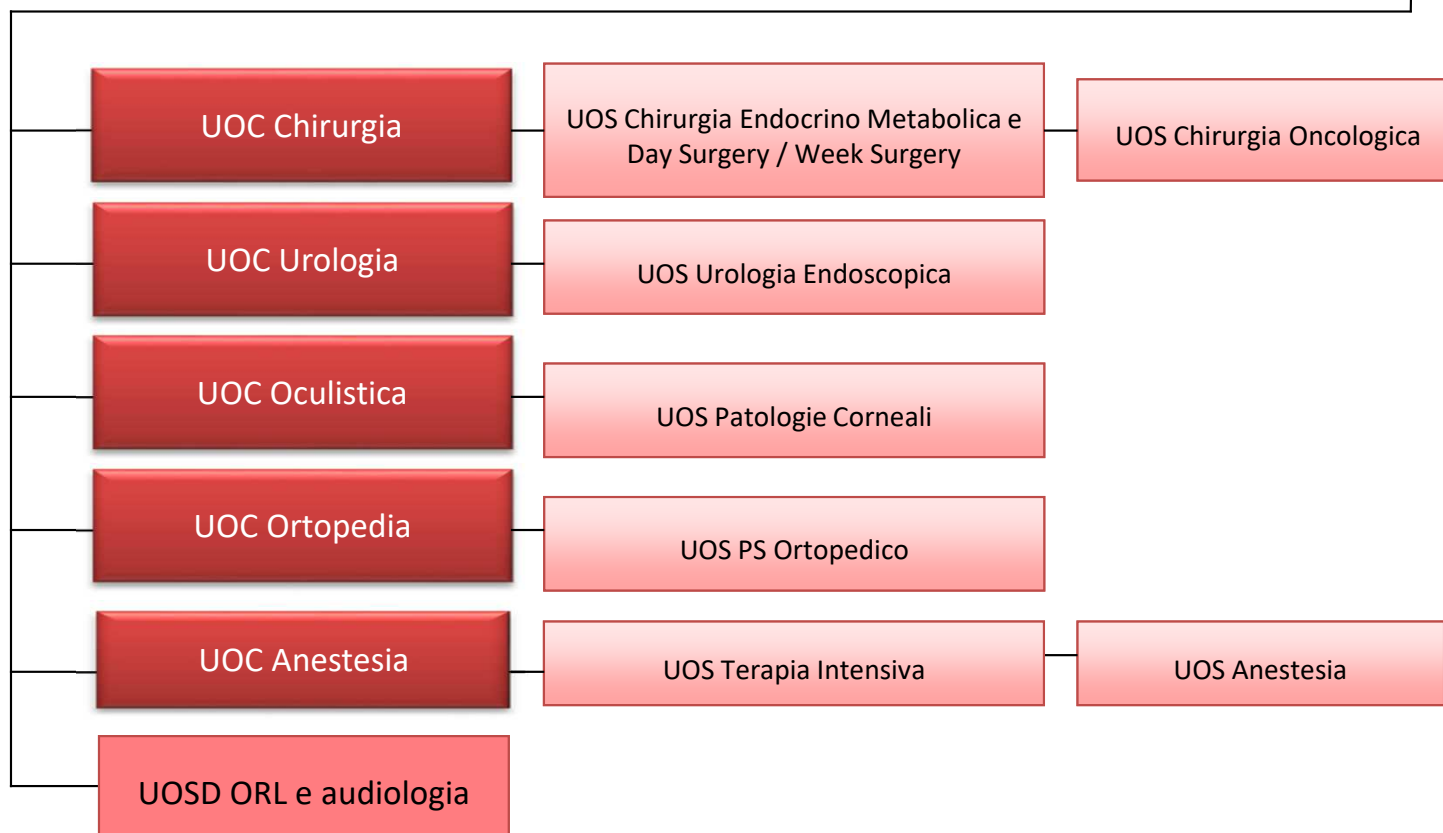 UOC Chirurgia
UOS Chirurgia Endocrino Metabolica e
Day Surgery / Week Surgery
UOS Chirurgia Oncologica
UOC Urologia
UOS Urologia Endoscopica
UOC Oculistica
UOS Patologie Corneali
UOC Ortopedia
UOS PS Ortopedico
UOC Anestesia
UOS Terapia Intensiva
UOS Anestesia
UOSD ORL e audiologia